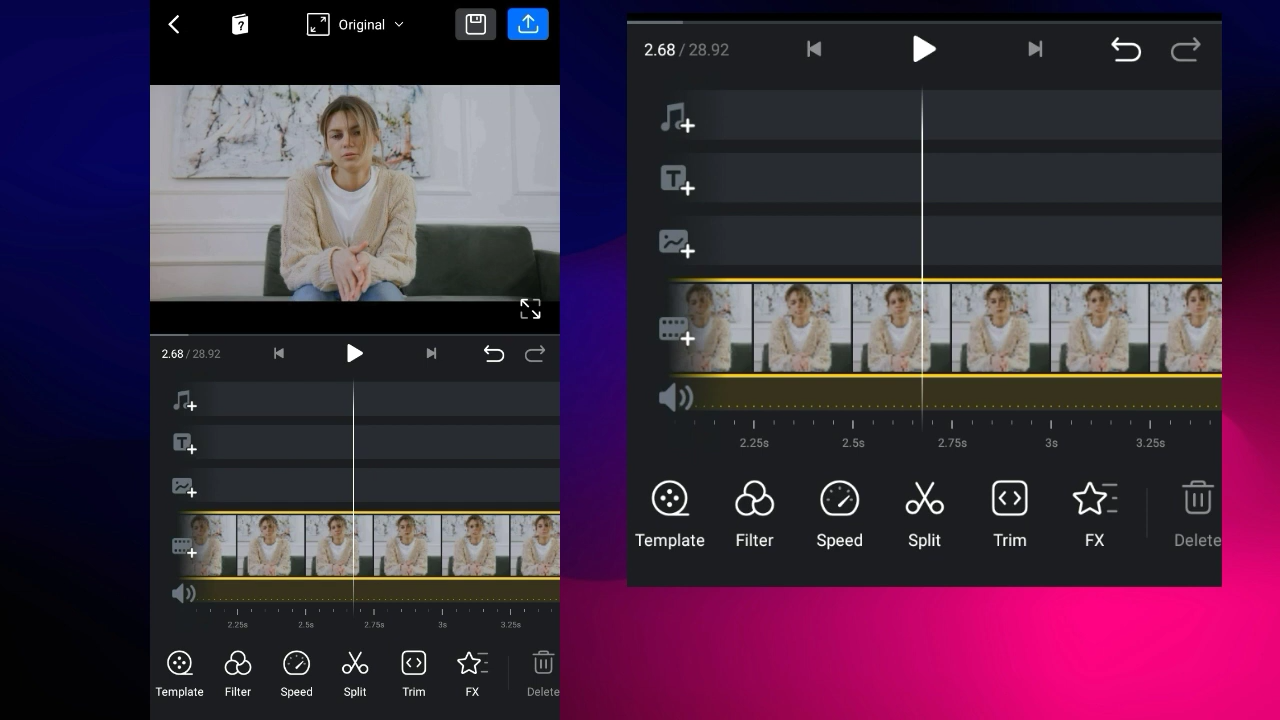 ? Original
2.68 / 28.92
T
2.25s 2.5s 2.75s 3s 3.25s
Template Filter Speed Split Trim FX Delete
2.68 / 28.92
T
2.25s 2.5s 2.75s 3s 3.25s
Template Filter Speed Split Trim FX Delete